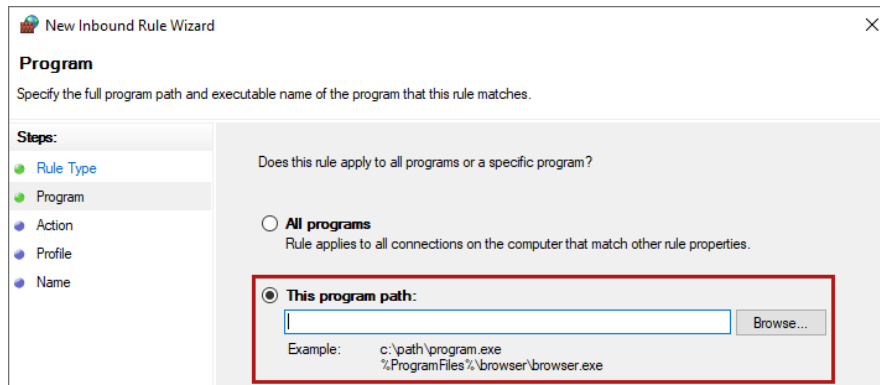 New Inbound Rule Wizard
Program
Specify the full program path and executable name of the program that this rule matches.
Steps:
Rule Type
Program
Action
Profile
Name
Does this rule apply to all programs or a specific program?
All programs
Rule applies to all connections on the computer that match other rule properties.
This program path:
Browse...
Example:
c:\path\program.exe
%ProgramFiles%\browser\browser.exe